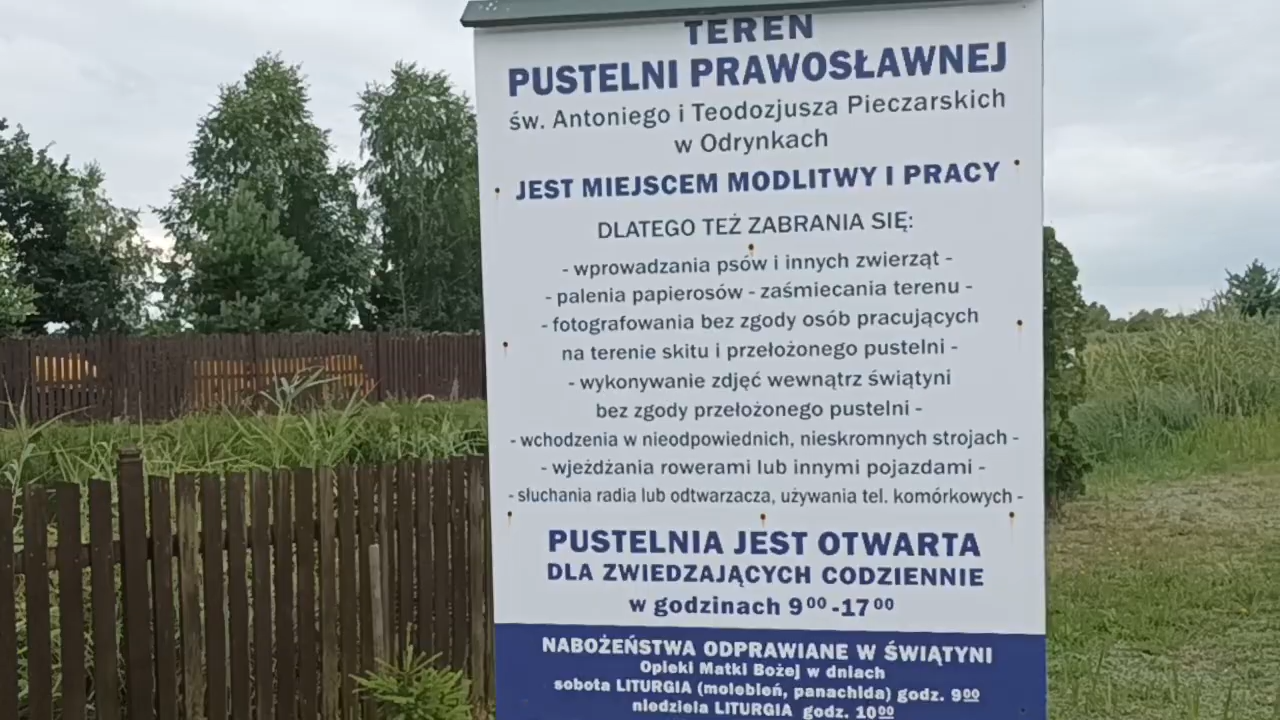 TEREN
PUSTELNI PRAWOSŁAWNEJ
św. Antoniego i Teodozjusza Pieczarskich
w Odrynkach
JEST MIEJSCEM MODLITWY I PRACY
DLATEGO TEŻ ZABRANIA SIĘ:
- wprowadzania psów i innych zwierząt -
- palenia papierosów - zaśmiecania terenu -
- fotografowania bez zgody osób pracujących
na terenie skitu i przełożonego pustelni -
- wykonywanie zdjęć wewnątrz świątyni
bez zgody przełożonego pustelni -
- wchodzenia w nieodpowiednich, nieskromnych strojach -
- wjeżdżania rowerami lub innymi pojazdami -
- słuchania radia lub odtwarzacza, używania tel. komórkowych -
PUSTELNIA JEST OTWARTA
DLA ZWIEDZAJĄCYCH CODZIENNIE
w godzinach 9⁰⁰ -17⁰⁰
NABOŻEŃSTWA ODPRAWIANE W ŚWIĄTYNI
Opieki Matki Bożej w dniach
sobota LITURGIA (molebień, panachida) godz. 9⁰⁰
niedziela LITURGIA godz. 10⁰⁰